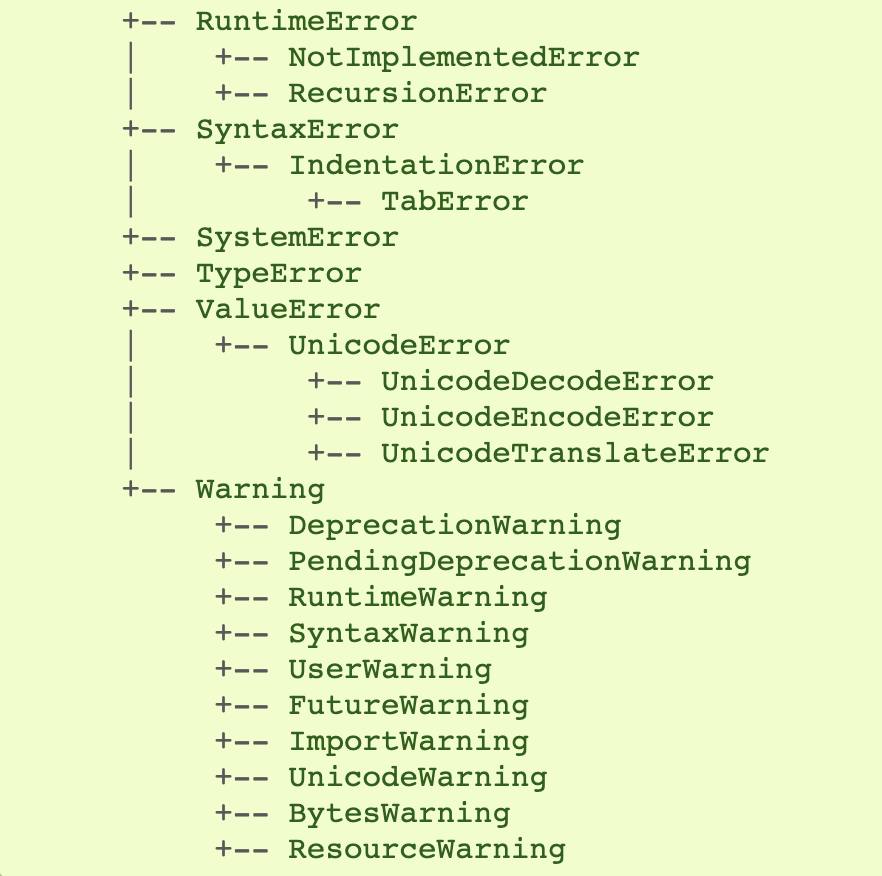 +-- RuntimeError
|    +-- NotImplementedError
|    +-- RecursionError
+-- SyntaxError
|    +-- IndentationError
|         +-- TabError
+-- SystemError
+-- TypeError
+-- ValueError
|    +-- UnicodeError
|         +-- UnicodeDecodeError
|         +-- UnicodeEncodeError
|         +-- UnicodeTranslateError
+-- Warning
     +-- DeprecationWarning
     +-- PendingDeprecationWarning
     +-- RuntimeWarning
     +-- SyntaxWarning
     +-- UserWarning
     +-- FutureWarning
     +-- ImportWarning
     +-- UnicodeWarning
     +-- BytesWarning
     +-- ResourceWarning